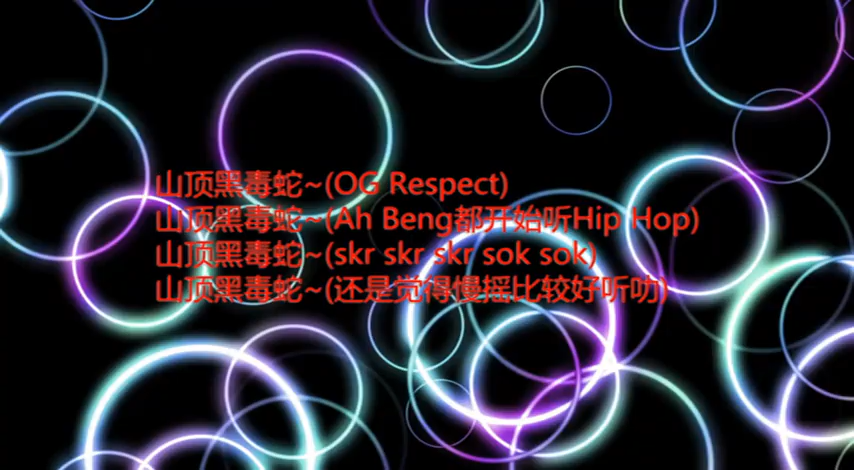 山顶黑毒蛇~(OG Respect)
山顶黑毒蛇~(Ah Beng都开始听Hip Hop)
山顶黑毒蛇~(skr skr skr sok sok)
山顶黑毒蛇~(还是觉得慢摇比较好听叻)